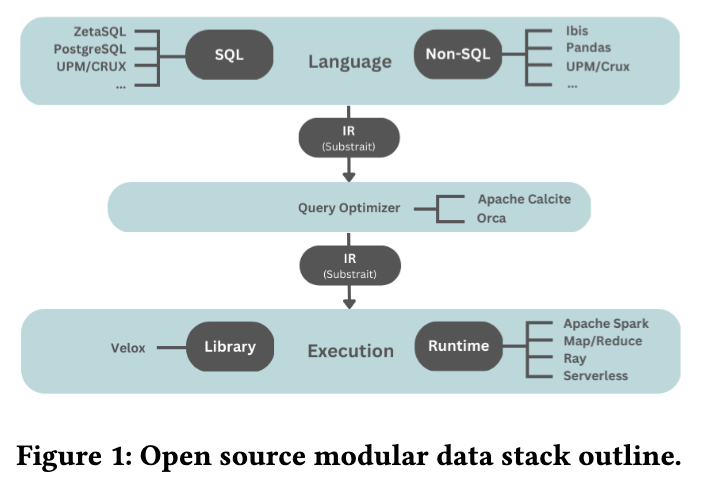 ZetaSQL
PostgreSQL
UPM/CRUX
...
SQL
Language
Non-SQL
Ibis
Pandas
UPM/Crux
...
IR
(Substrait)
Query Optimizer
Apache Calcite
Orca
IR
(Substrait)
Velox
Library
Execution
Runtime
Apache Spark
Map/Reduce
Ray
Serverless
Figure 1: Open source modular data stack outline.